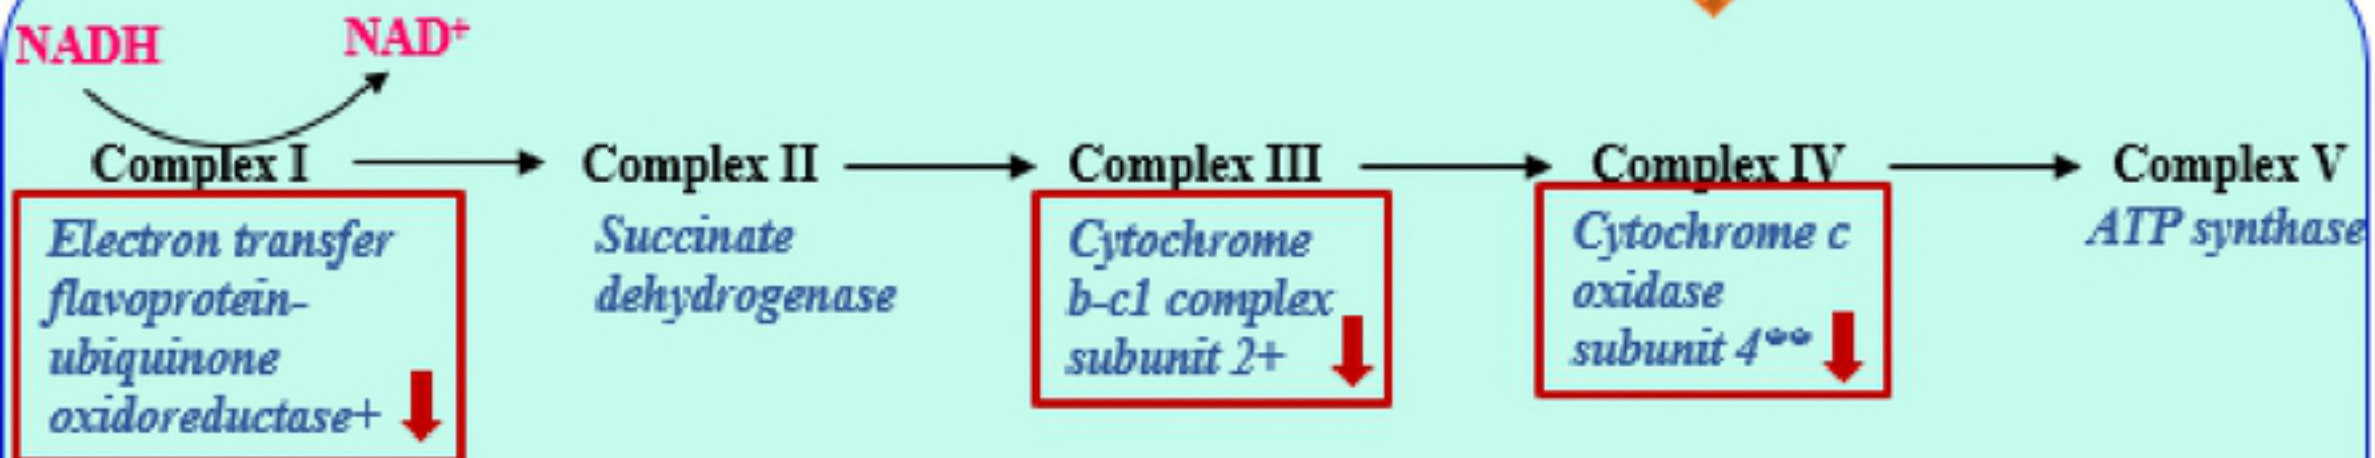 NADH
NAD⁺
Complex I
Complex II
Complex III
Complex IV
Complex V
Electron transfer
flavoprotein-
ubiquinone
oxidoreductase+
Succinate
dehydrogenase
Cytochrome
b-c1 complex
subunit 2+
Cytochrome c
oxidase
subunit 4**
ATP synthase